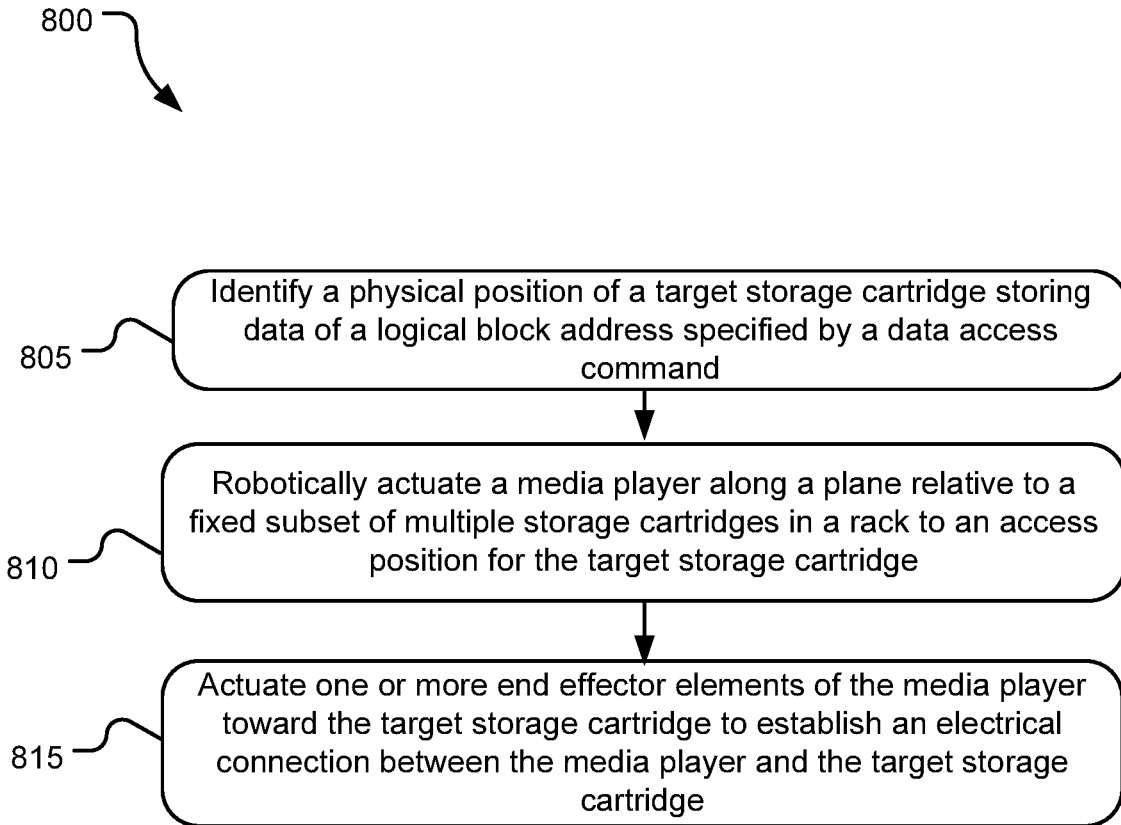 800
Identify a physical position of a target storage cartridge storing
data of a logical block address specified by a data access
command
805
Robotically actuate a media player along a plane relative to a
fixed subset of multiple storage cartridges in a rack to an access
position for the target storage cartridge
810
Actuate one or more end effector elements of the media player
toward the target storage cartridge to establish an electrical
connection between the media player and the target storage
cartridge
815